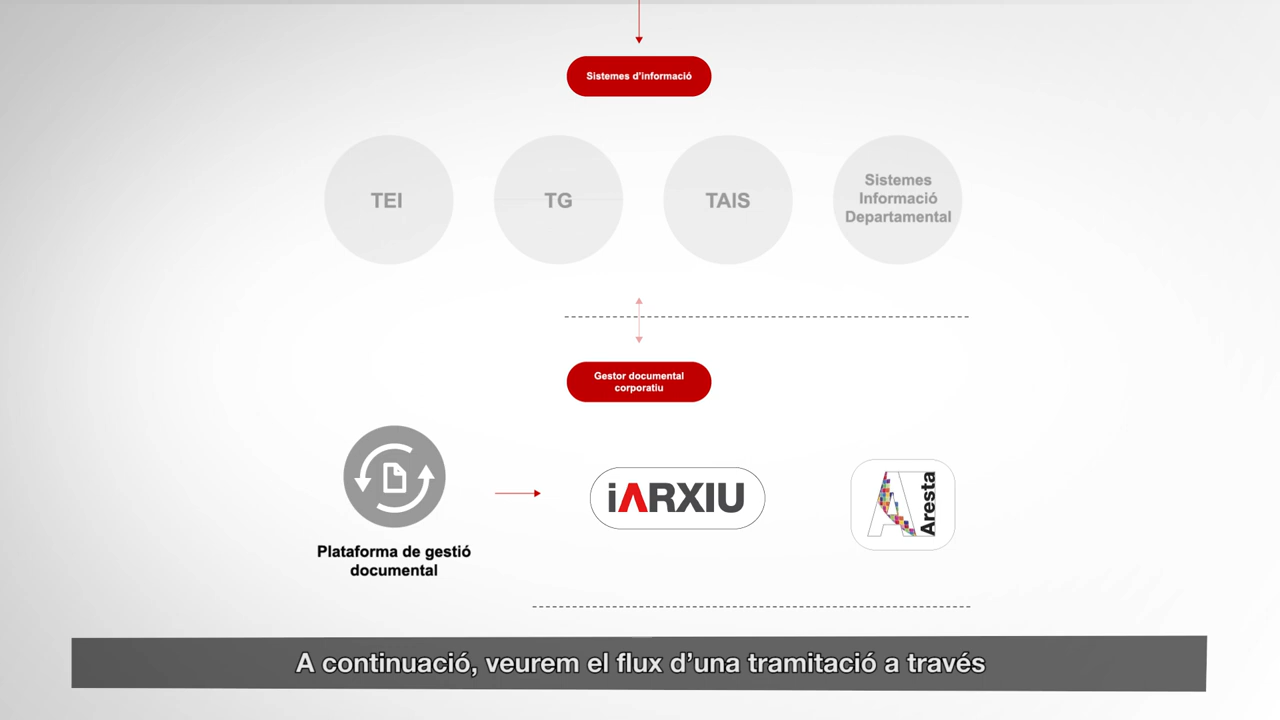 Sistemes d'informació
TEI
TG
TAIS
Sistemes
Informació
Departamental
Gestor documental
corporatiu
Plataforma de gestió
documental
iARXIU
Aresta
A continuació, veurem el flux d'una tramitació a través